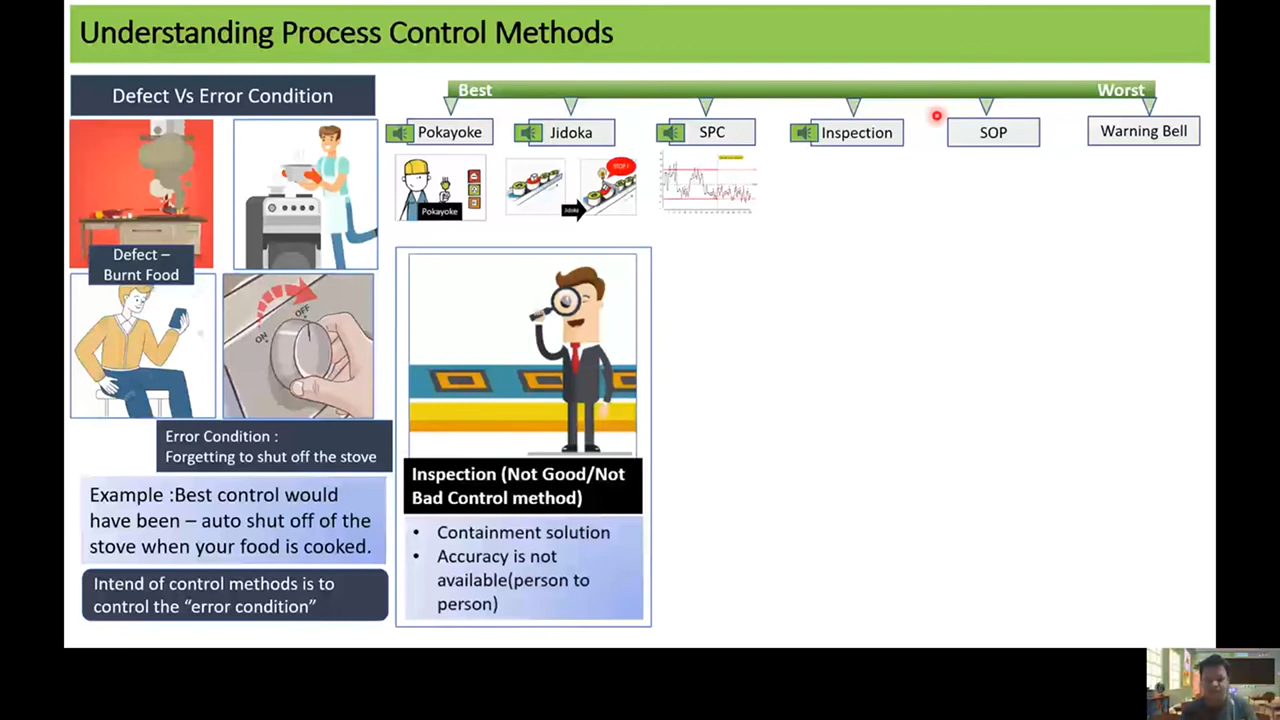 Understanding Process Control Methods
Defect Vs Error Condition
Best
Worst
Pokayoke
Jidoka
SPC
Inspection
SOP
Warning Bell
Pokayoke
Jidoka
STOP !
Defect –
Burnt Food
ON
OFF
Error Condition :
Forgetting to shut off the stove
Example :Best control would
have been – auto shut off of the
stove when your food is cooked.
Intend of control methods is to
control the “error condition”
Inspection (Not Good/Not
Bad Control method)
• Containment solution
• Accuracy is not
available(person to
person)